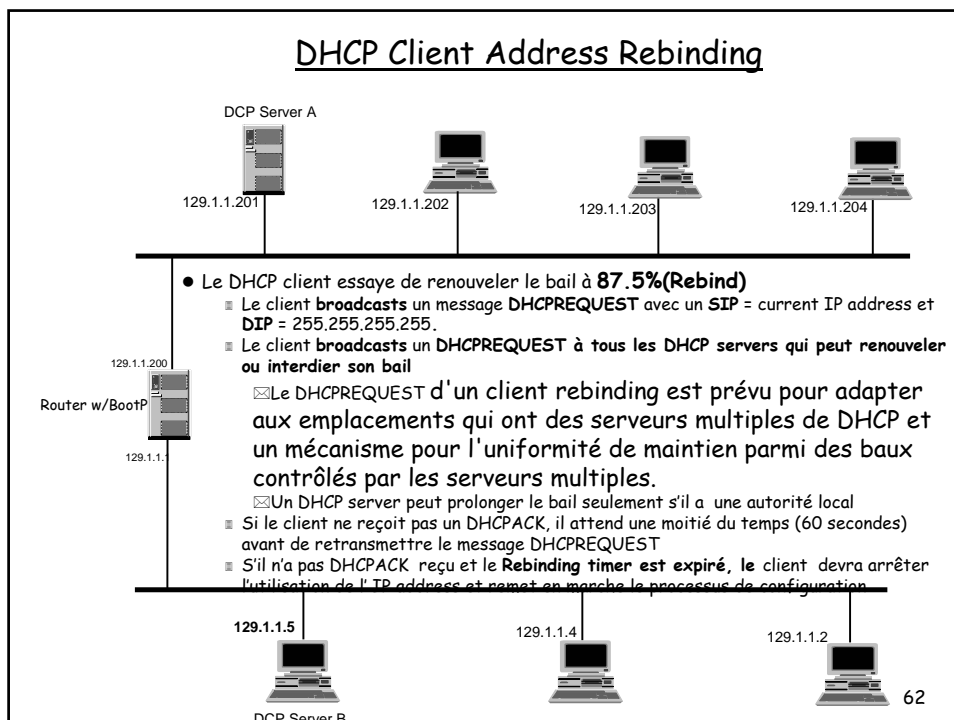 DHCP Client Address Rebinding
DCP Server A
129.1.1.201
129.1.1.202
129.1.1.203
129.1.1.204
● Le DHCP client essaye de renouveler le bail à 87.5%(Rebind)
Le client broadcasts un message DHCPREQUEST avec un SIP = current IP address et
DIP = 255.255.255.255.
Le client broadcasts un DHCPREQUEST à tous les DHCP servers qui peut renouveler
ou interdier son bail
✉Le DHCPREQUEST d'un client rebinding est prévu pour adapter
aux emplacements qui ont des serveurs multiples de DHCP et
un mécanisme pour l'uniformité de maintien parmi des baux
contrôlés par les serveurs multiples.
✉Un DHCP server peut prolonger le bail seulement s'il a une autorité local
Si le client ne reçoit pas un DHCPACK, il attend une moitié du temps (60 secondes)
avant de retransmettre le message DHCPREQUEST
S'il n'a pas DHCPACK reçu et le Rebinding timer est expiré, le client devra arrêter
l'utilisation de l' IP address et remet en marche le processus de configuration
129.1.1.200
Router w/BootP
129.1.1.1
129.1.1.5
129.1.1.4
129.1.1.2
DCP Server B
62